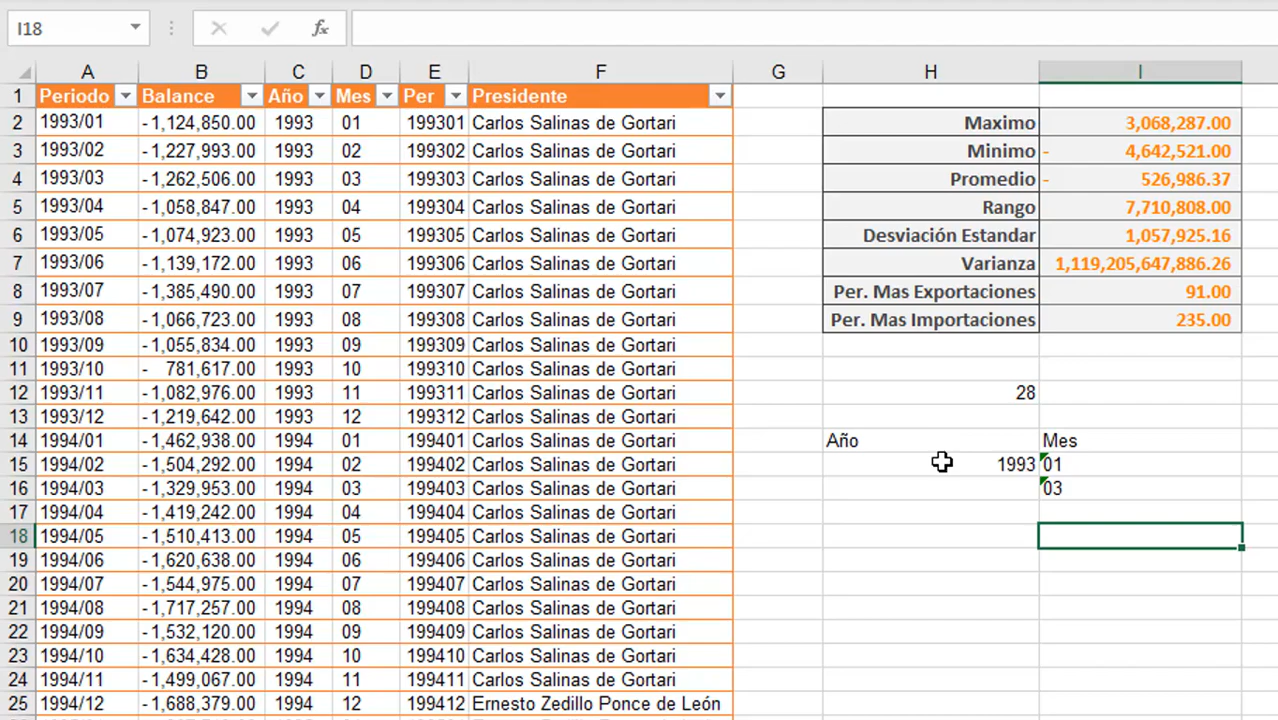 I18 fx
A B C D E F G H I
1 Periodo Balance Año Mes Per Presidente
2 1993/01 -1,124,850.00 1993 01 199301 Carlos Salinas de Gortari Maximo 3,068,287.00
3 1993/02 -1,227,993.00 1993 02 199302 Carlos Salinas de Gortari Minimo - 4,642,521.00
4 1993/03 -1,262,506.00 1993 03 199303 Carlos Salinas de Gortari Promedio - 526,986.37
5 1993/04 -1,058,847.00 1993 04 199304 Carlos Salinas de Gortari Rango 7,710,808.00
6 1993/05 -1,074,923.00 1993 05 199305 Carlos Salinas de Gortari Desviación Estandar 1,057,925.16
7 1993/06 -1,139,172.00 1993 06 199306 Carlos Salinas de Gortari Varianza 1,119,205,647,886.26
8 1993/07 -1,385,490.00 1993 07 199307 Carlos Salinas de Gortari Per. Mas Exportaciones 91.00
9 1993/08 -1,066,723.00 1993 08 199308 Carlos Salinas de Gortari Per. Mas Importaciones 235.00
10 1993/09 -1,055,834.00 1993 09 199309 Carlos Salinas de Gortari
11 1993/10 - 781,617.00 1993 10 199310 Carlos Salinas de Gortari
12 1993/11 -1,082,976.00 1993 11 199311 Carlos Salinas de Gortari 28
13 1993/12 -1,219,642.00 1993 12 199312 Carlos Salinas de Gortari
14 1994/01 -1,462,938.00 1994 01 199401 Carlos Salinas de Gortari Año Mes
15 1994/02 -1,504,292.00 1994 02 199402 Carlos Salinas de Gortari 1993 01
16 1994/03 -1,329,953.00 1994 03 199403 Carlos Salinas de Gortari 03
17 1994/04 -1,419,242.00 1994 04 199404 Carlos Salinas de Gortari
18 1994/05 -1,510,413.00 1994 05 199405 Carlos Salinas de Gortari
19 1994/06 -1,620,638.00 1994 06 199406 Carlos Salinas de Gortari
20 1994/07 -1,544,975.00 1994 07 199407 Carlos Salinas de Gortari
21 1994/08 -1,717,257.00 1994 08 199408 Carlos Salinas de Gortari
22 1994/09 -1,532,120.00 1994 09 199409 Carlos Salinas de Gortari
23 1994/10 -1,634,428.00 1994 10 199410 Carlos Salinas de Gortari
24 1994/11 -1,499,067.00 1994 11 199411 Carlos Salinas de Gortari
25 1994/12 -1,688,379.00 1994 12 199412 Ernesto Zedillo Ponce de León